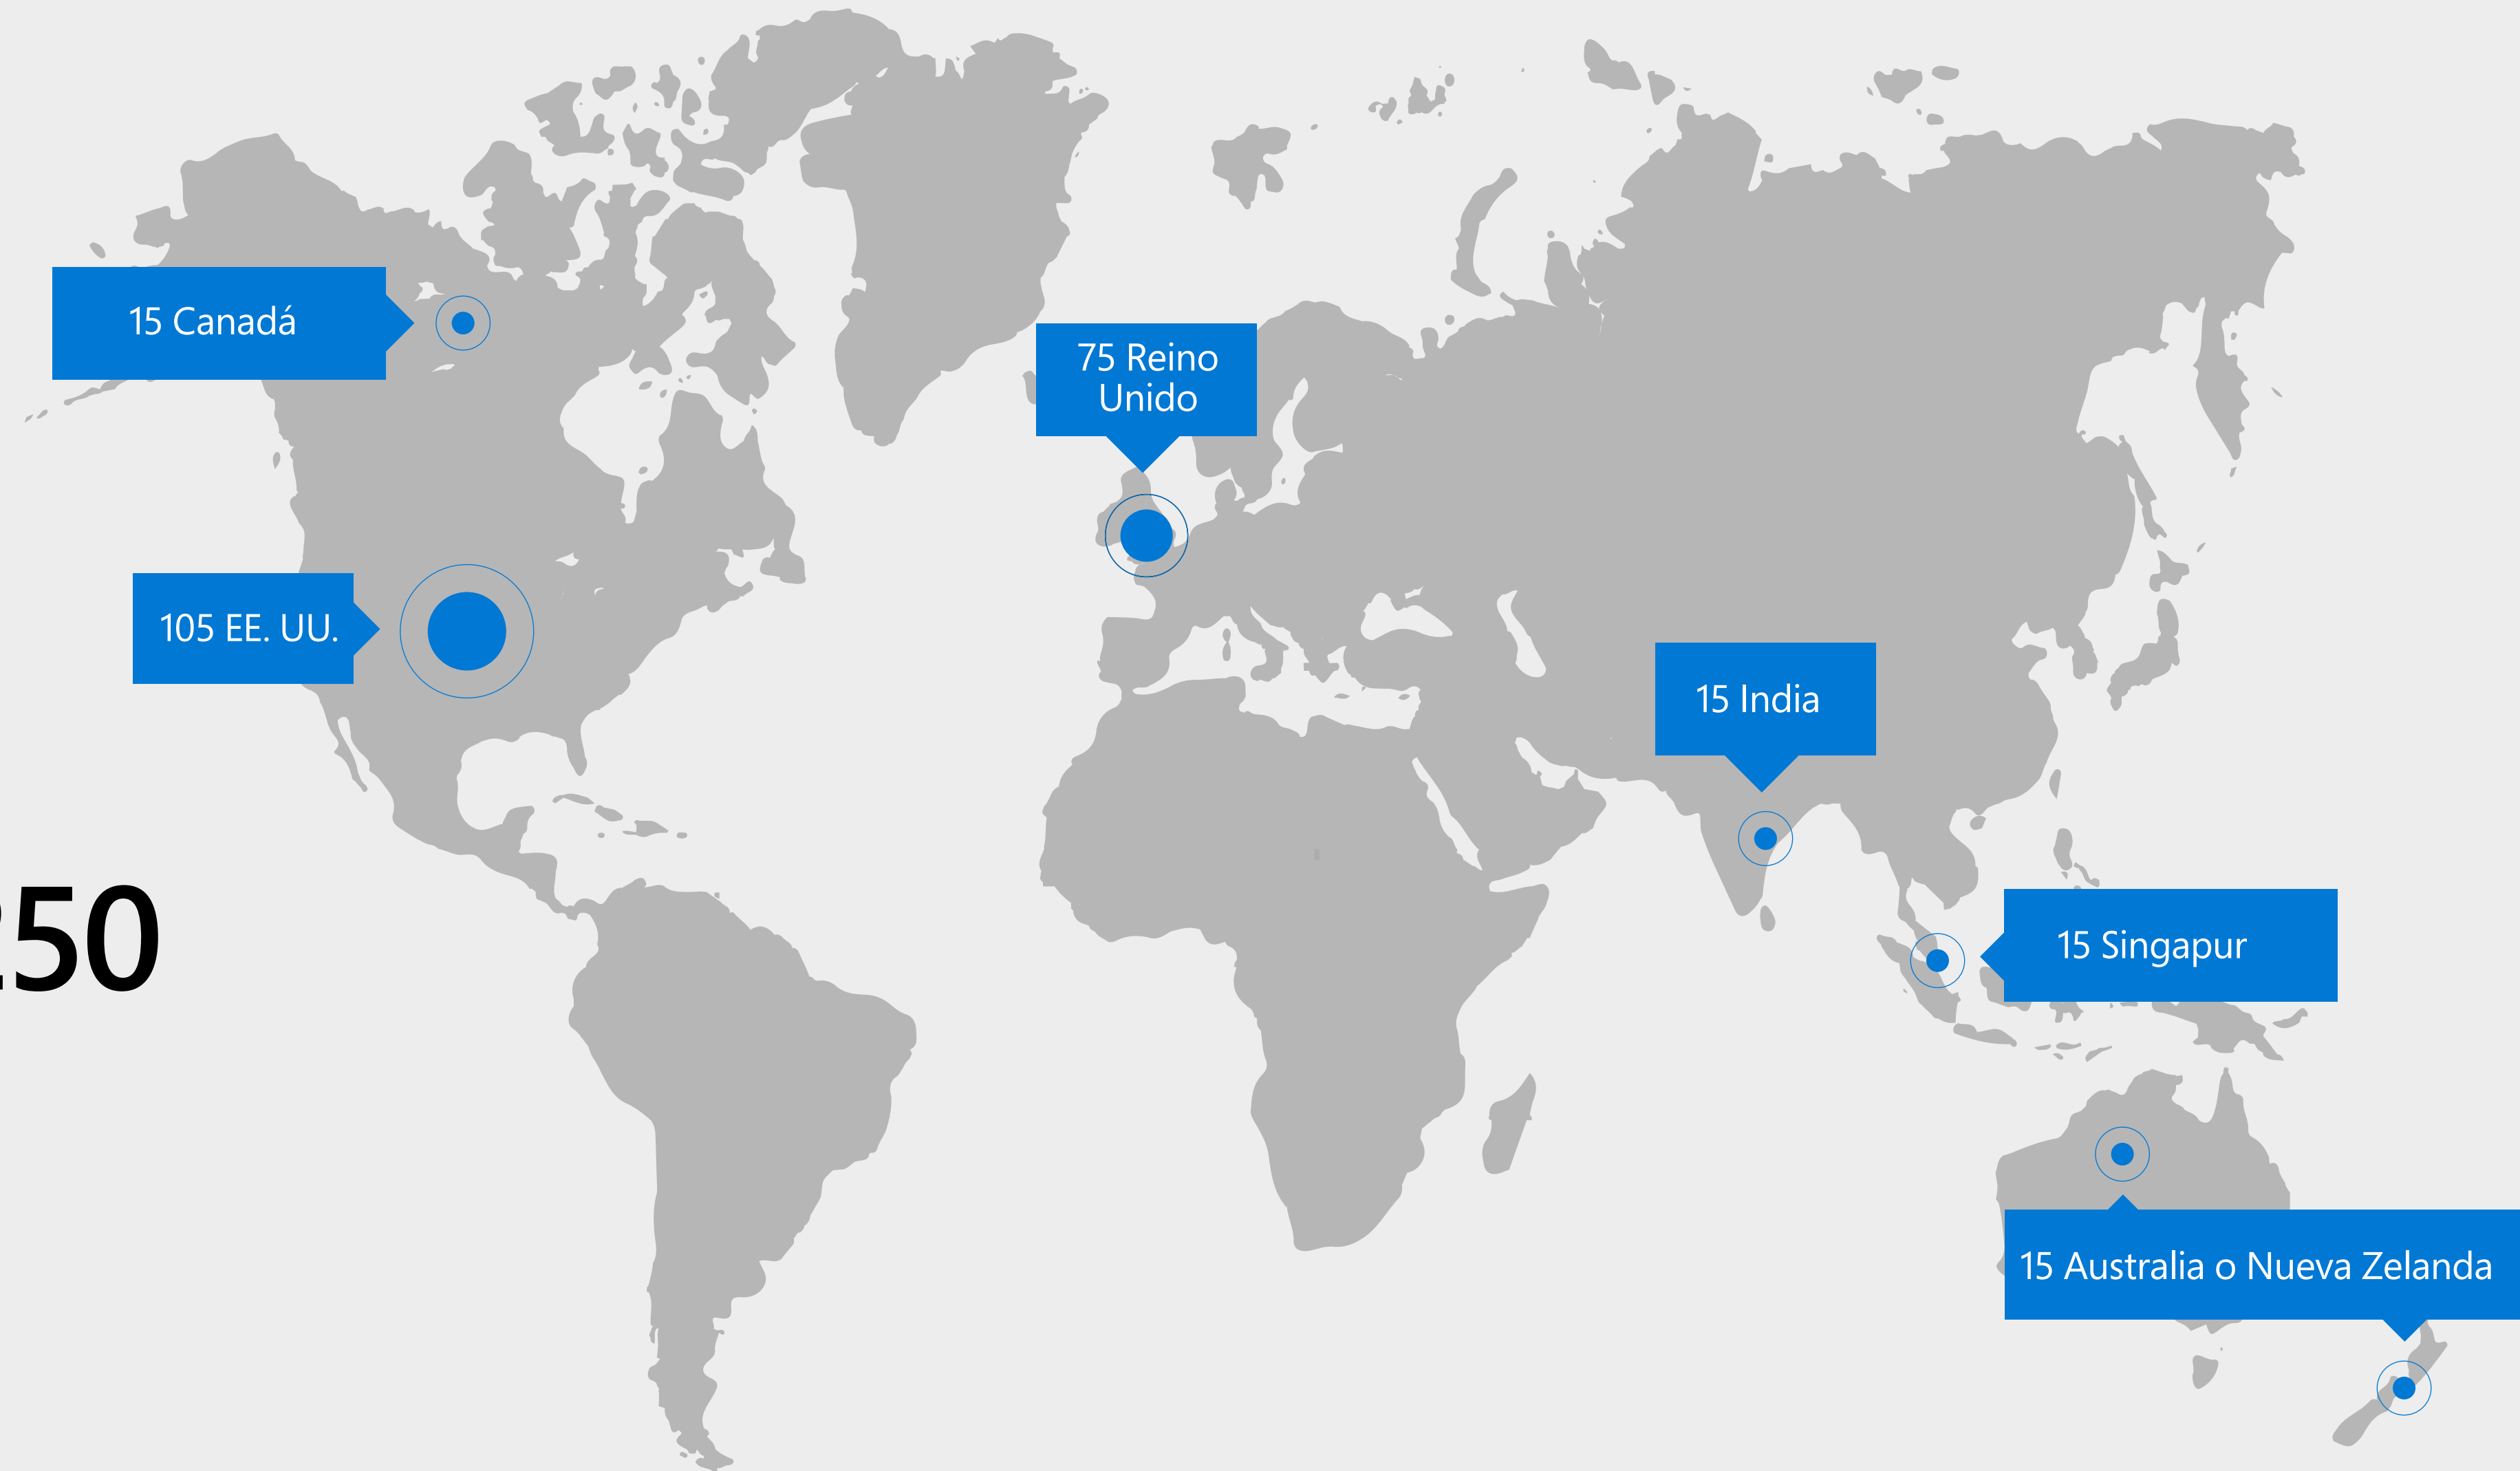 15 Canadá
75 Reino
Unido
105 EE. UU.
15 India
50
15 Singapur
15 Australia o Nueva Zelanda